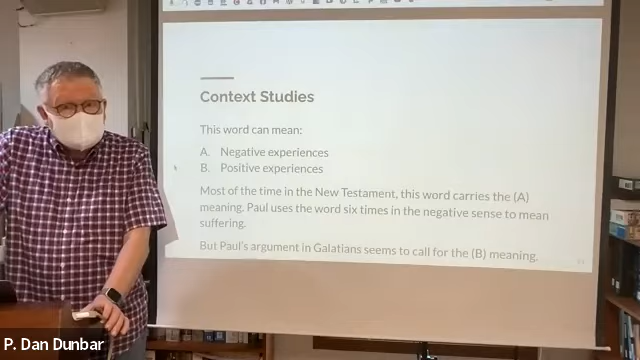 Context Studies
This word can mean:
A. Negative experiences
B. Positive experiences
Most of the time in the New Testament, this word carries the (A)
meaning. Paul uses the word six times in the negative sense to mean
suffering.
But Paul's argument in Galatians seems to call for the (B) meaning.
P. Dan Dunbar